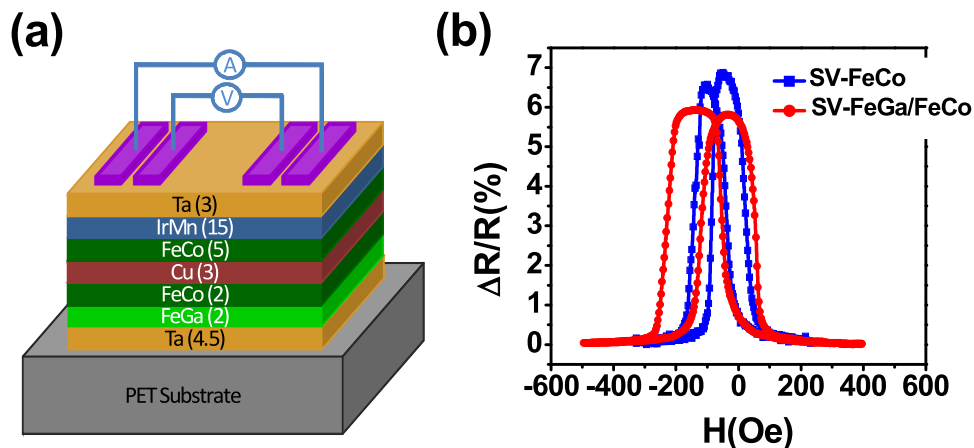 (a)
A
V
Ta (3)
IrMn (15)
FeCo (5)
Cu (3)
FeCo (2)
FeGa (2)
Ta (4.5)
PET Substrate
(b)
7
6
5
4
3
2
1
0
ΔR/R(%)
SV-FeCo
SV-FeGa/FeCo
-600 -400 -200 0 200 400 600
H(Oe)